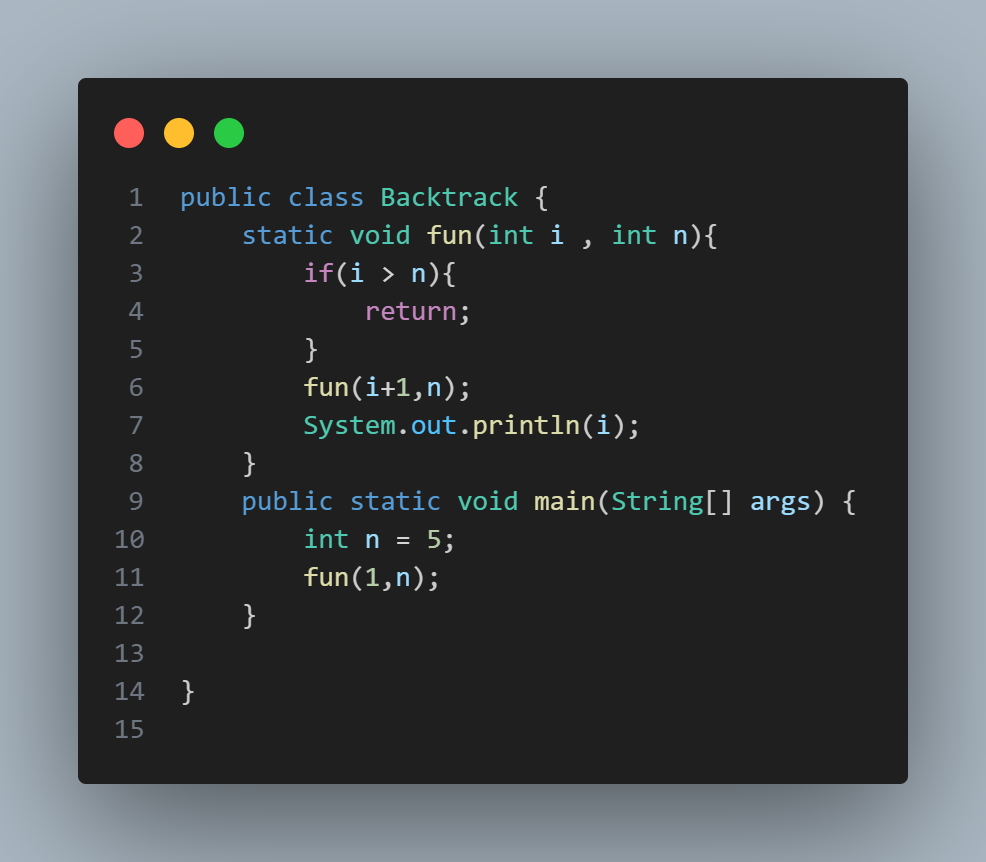 1 public class Backtrack {
2     static void fun(int i , int n){
3         if(i > n){
4             return;
5         }
6         fun(i+1,n);
7         System.out.println(i);
8     }
9     public static void main(String[] args) {
10         int n = 5;
11         fun(1,n);
12     }
13
14 }
15